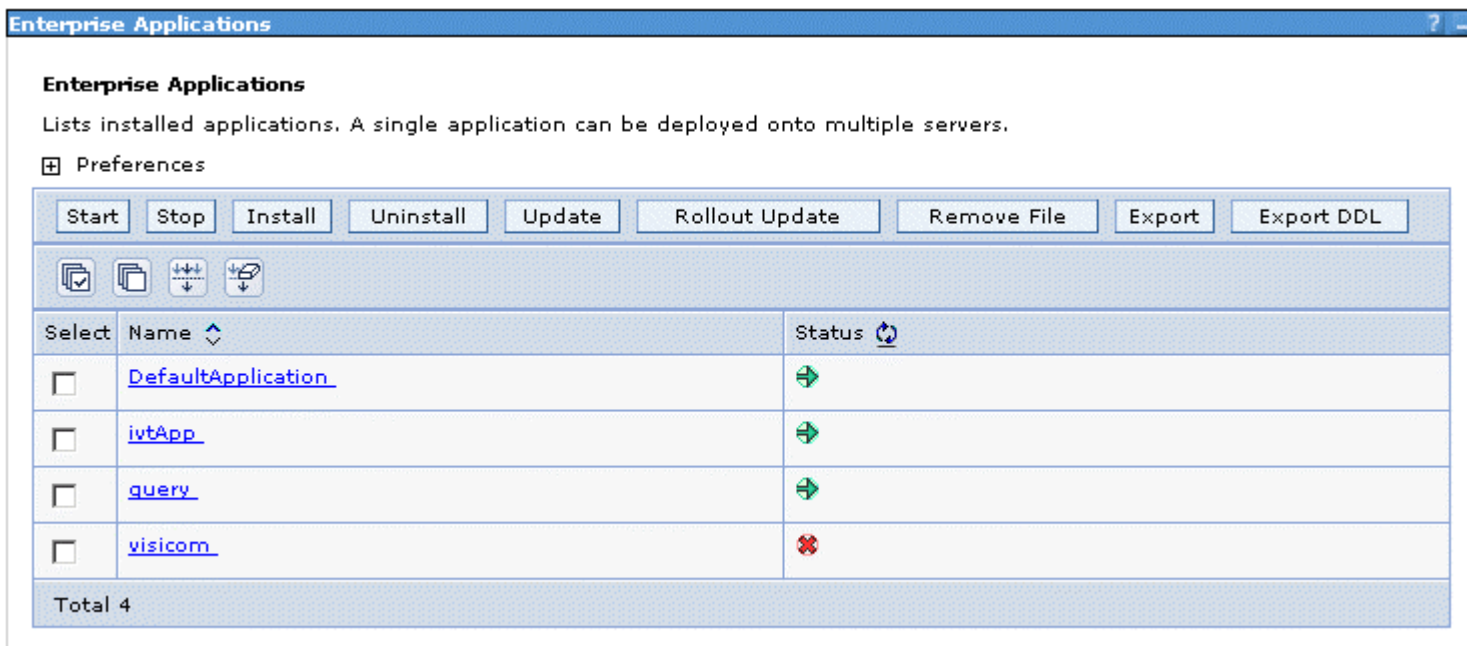 Enterprise Applications ? -
Enterprise Applications
Lists installed applications. A single application can be deployed onto multiple servers.
Preferences
Start Stop Install Uninstall Update Rollout Update Remove File Export Export DDL
Select Name Status
DefaultApplication
ivtApp
query
visicom
Total 4